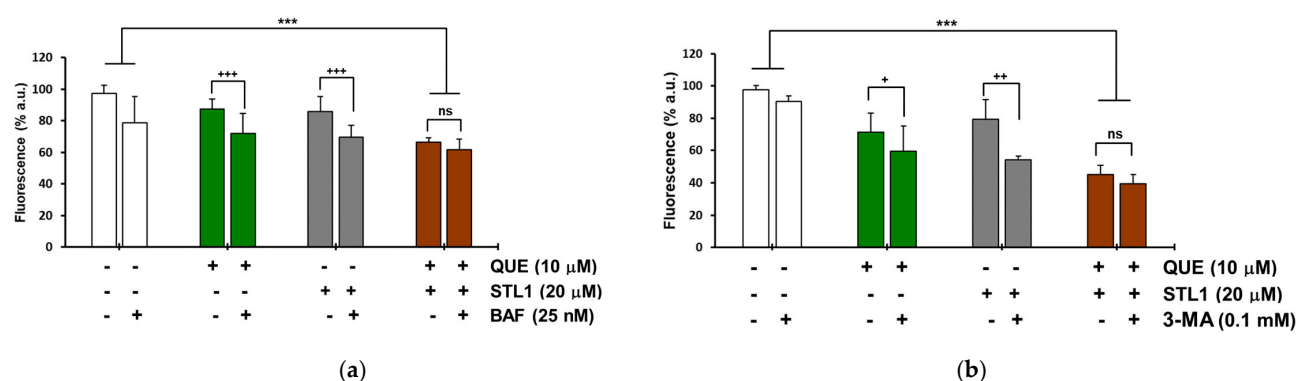 ***
120
100
80
60
40
20
0
Fluorescence (% a.u.)
+++
+++
ns
- - + + - - + + QUE (10 μM)
- - - - + + + + STL1 (20 μM)
- + - + - + - + BAF (25 nM)
(a)
***
120
100
80
60
40
20
0
Fluorescence (% a.u.)
+
++
ns
- - + + - - + + QUE (10 μM)
- - - - + + + + STL1 (20 μM)
- + - + - + - + 3-MA (0.1 mM)
(b)